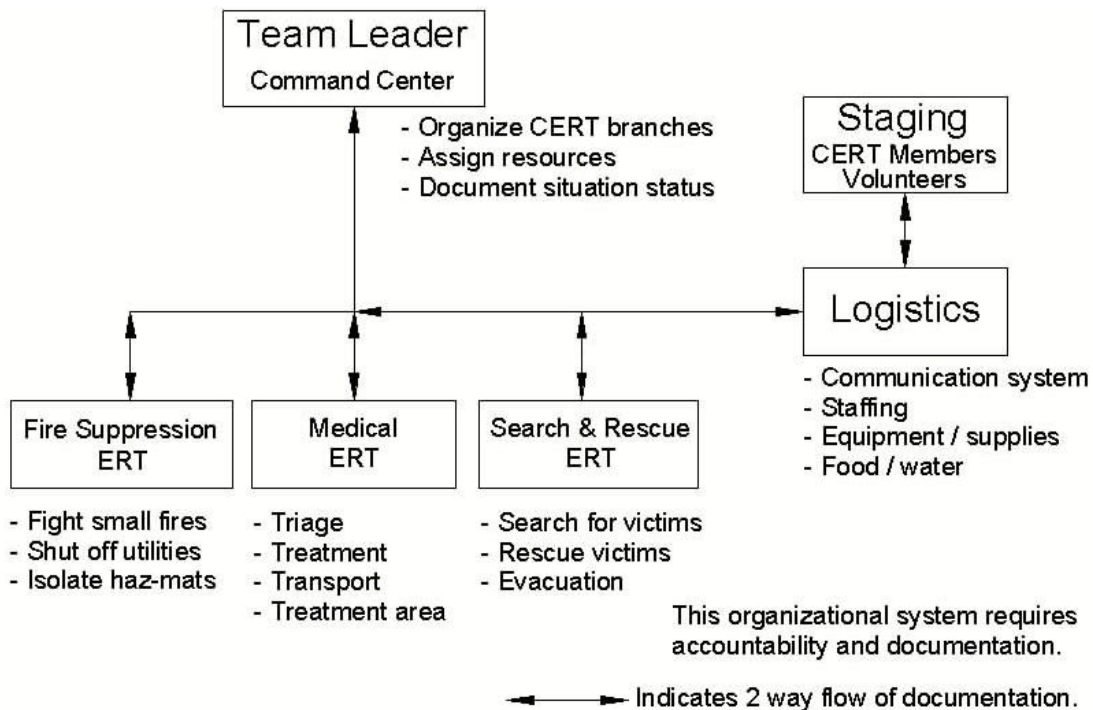 Team Leader
Command Center
- Organize CERT branches
- Assign resources
- Document situation status
Staging
CERT Members
Volunteers
Logistics
- Communication system
- Staffing
- Equipment / supplies
- Food / water
Fire Suppression
ERT
- Fight small fires
- Shut off utilities
- Isolate haz-mats
Medical
ERT
- Triage
- Treatment
- Transport
- Treatment area
Search & Rescue
ERT
- Search for victims
- Rescue victims
- Evacuation
This organizational system requires
accountability and documentation.
Indicates 2 way flow of documentation.